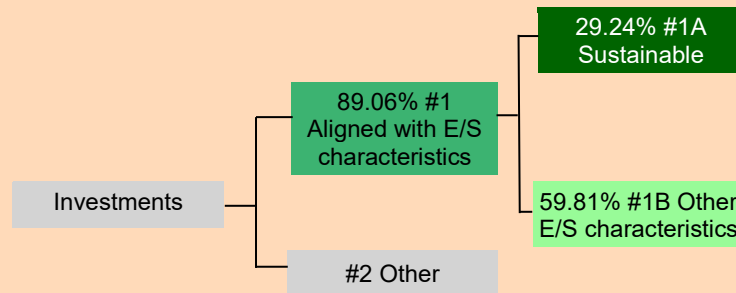 29.24% #1A
Sustainable
89.06% #1
Aligned with E/S
characteristics
Investments
59.81% #1B Other
E/S characteristics
#2 Other